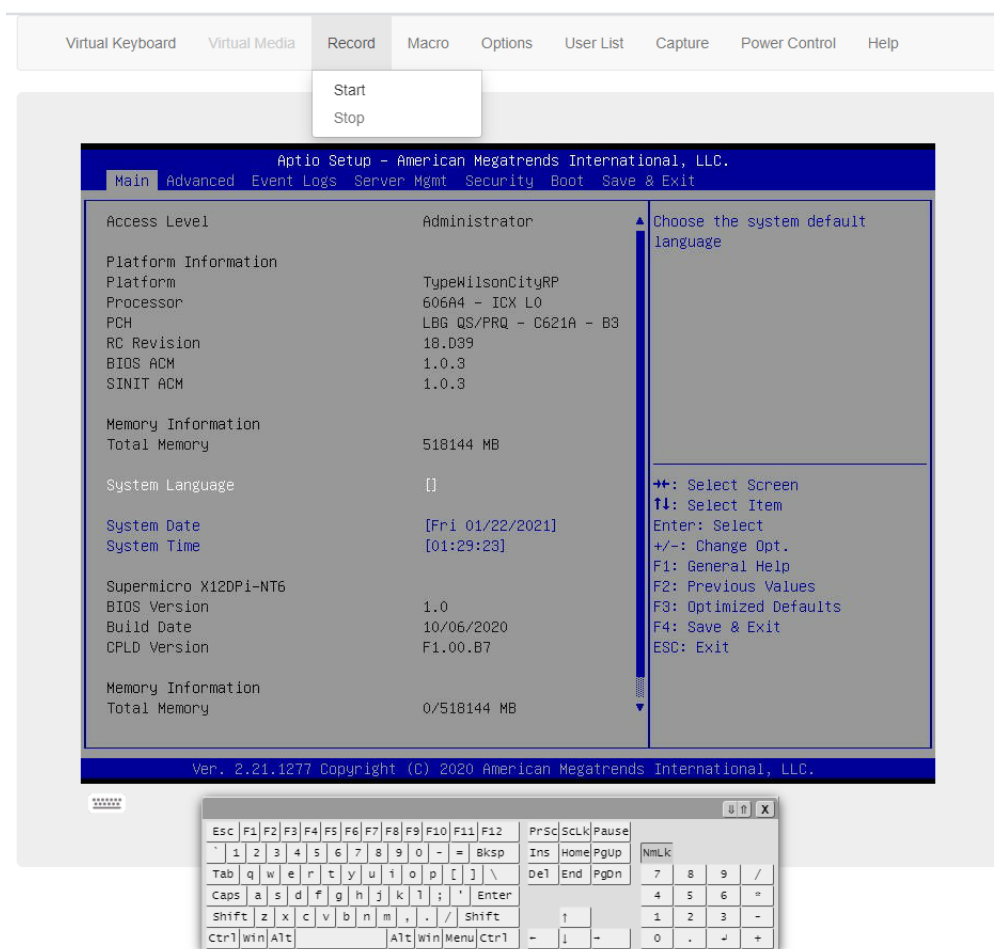 Virtual Keyboard Virtual Media Record Macro Options User List Capture Power Control Help
Start
Stop
Aptio Setup - American Megatrends International, LLC.
Main Advanced Event Logs Server Mgmt Security Boot Save & Exit
Access Level Administrator
Platform Information
Platform TypeWilsonCityRP
Processor 606A4 - ICX L0
PCH LBG QS/PRQ - C621A - B3
RC Revision 18.D39
BIOS ACM 1.0.3
SINIT ACM 1.0.3
Memory Information
Total Memory 518144 MB
System Language []
System Date [Fri 01/22/2021]
System Time [01:29:23]
Supermicro X12DPi-NT6
BIOS Version 1.0
Build Date 10/06/2020
CPLD Version F1.00.B7
Memory Information
Total Memory 0/518144 MB
Choose the system default
language
→←: Select Screen
↑↓: Select Item
Enter: Select
+/-: Change Opt.
F1: General Help
F2: Previous Values
F3: Optimized Defaults
F4: Save & Exit
ESC: Exit
Ver. 2.21.1277 Copyright (C) 2020 American Megatrends International, LLC.
⇓ ⇑ X
Esc F1 F2 F3 F4 F5 F6 F7 F8 F9 F10 F11 F12 PrSc ScLk Pause
` 1 2 3 4 5 6 7 8 9 0 - = Bksp Ins Home PgUp NmLk
Tab q w e r t y u i o p [ ] \ Del End PgDn 7 8 9 /
Caps a s d f g h j k l ; ' Enter 4 5 6 *
Shift z x c v b n m , . / Shift ↑ 1 2 3 -
Ctrl Win Alt Alt Win Menu Ctrl ← ↓ → 0 . ↵ +